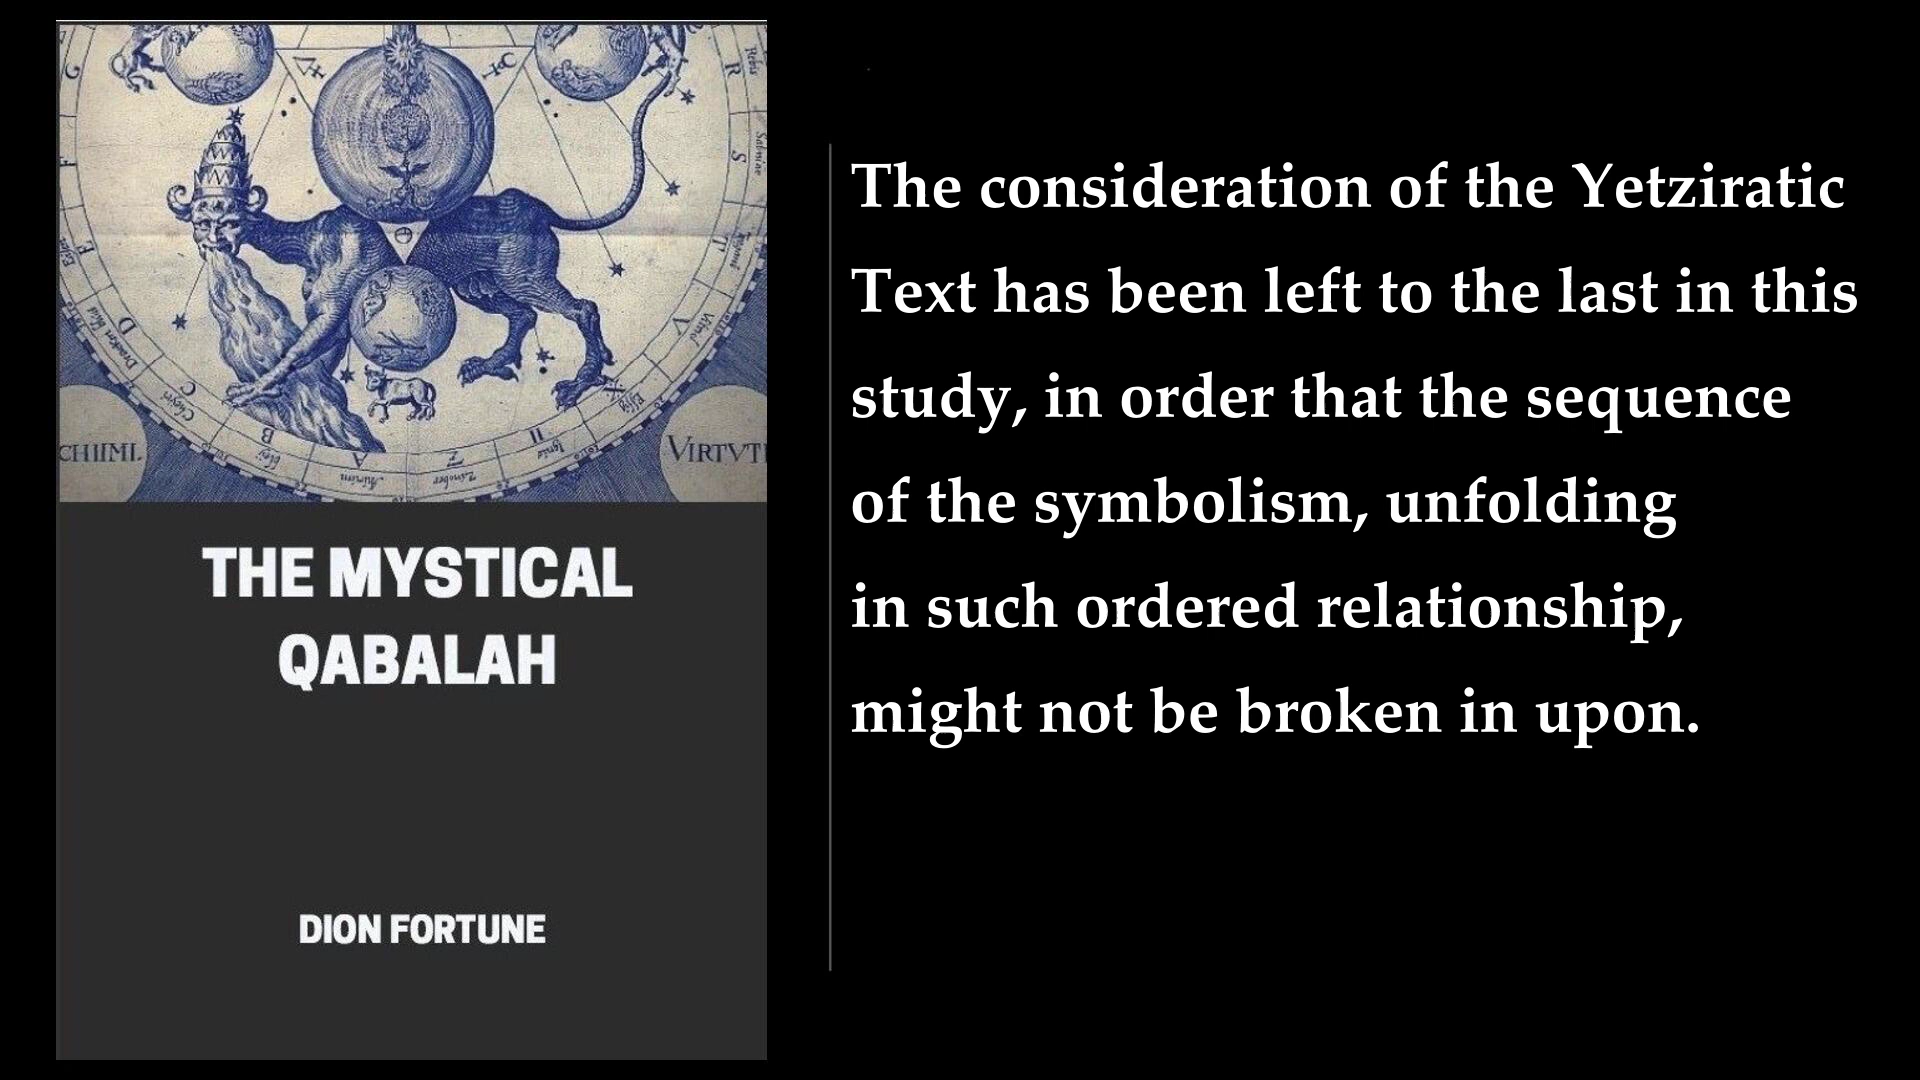 THE MYSTICAL
QABALAH
DION FORTUNE
CHIIMI.
VIRTVTI
The consideration of the Yetziratic
Text has been left to the last in this
study, in order that the sequence
of the symbolism, unfolding
in such ordered relationship,
might not be broken in upon.